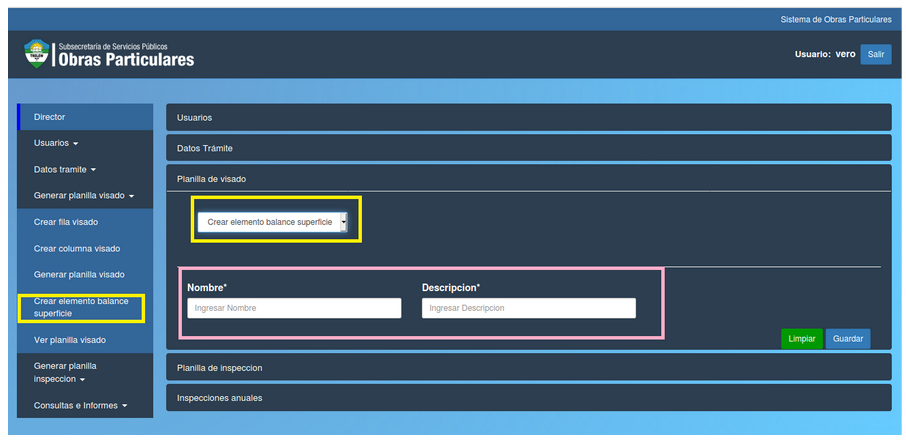 Sistema de Obras Particulares
Subsecretaría de Servicios Públicos
Obras Particulares
Usuario: vero
Salir
Director
Usuarios
Datos tramite
Generar planilla visado
Crear fila visado
Crear columna visado
Generar planilla visado
Crear elemento balance
superficie
Ver planilla visado
Generar planilla
inspeccion
Consultas e Informes
Usuarios
Datos Trámite
Planilla de visado
Crear elemento balance superficie
Nombre*
Descripcion*
Ingresar Nombre
Ingresar Descripcion
Limpiar
Guardar
Planilla de inspeccion
Inspecciones anuales